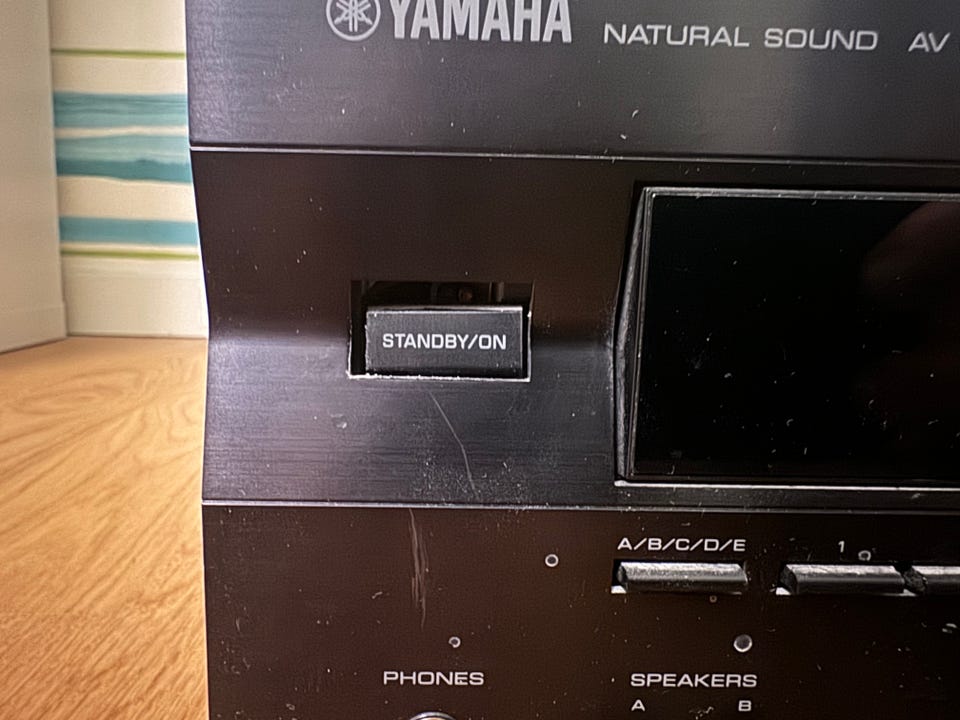 YAMAHA NATURAL SOUND AV
STANDBY/ON
A/B/C/D/E 1
PHONES SPEAKERS
A B